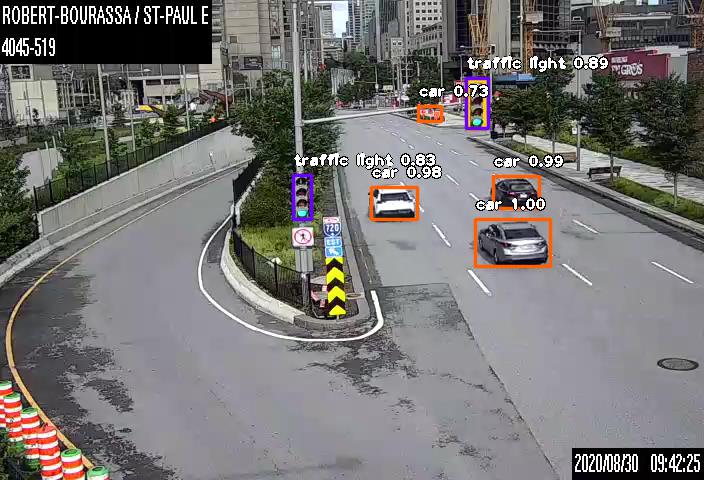 ROBERT-BOURASSA / ST-PAUL E
4045-519
traffic light 0.89
car 0.73
traffic light 0.83
car 0.98
car 0.99
car 1.00
720
EST
2020/08/30 09:42:25